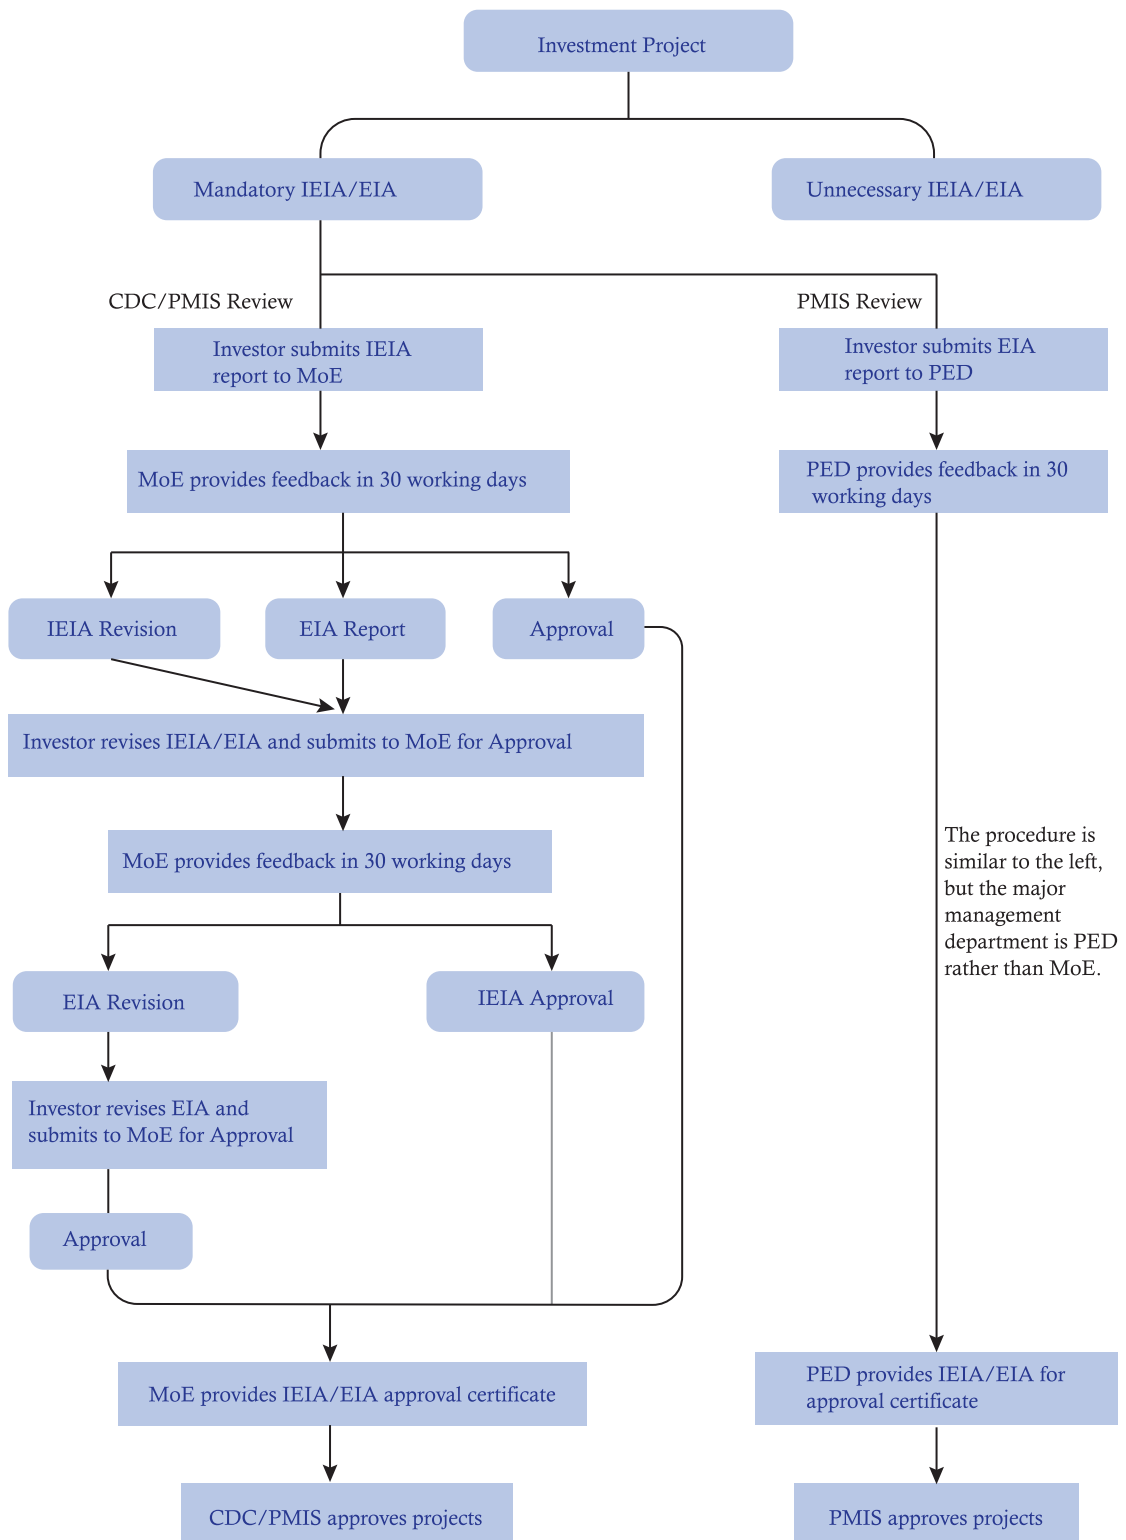 Investment Project
Mandatory IEIA/EIA
Unnecessary IEIA/EIA
CDC/PMIS Review
PMIS Review
Investor submits IEIA
report to MoE
Investor submits EIA
report to PED
MoE provides feedback in 30 working days
PED provides feedback in 30
working days
IEIA Revision
EIA Report
Approval
Investor revises IEIA/EIA and submits to MoE for Approval
MoE provides feedback in 30 working days
The procedure is
similar to the left,
but the major
management
department is PED
rather than MoE.
EIA Revision
IEIA Approval
Investor revises EIA and
submits to MoE for Approval
Approval
MoE provides IEIA/EIA approval certificate
PED provides IEIA/EIA for
approval certificate
CDC/PMIS approves projects
PMIS approves projects